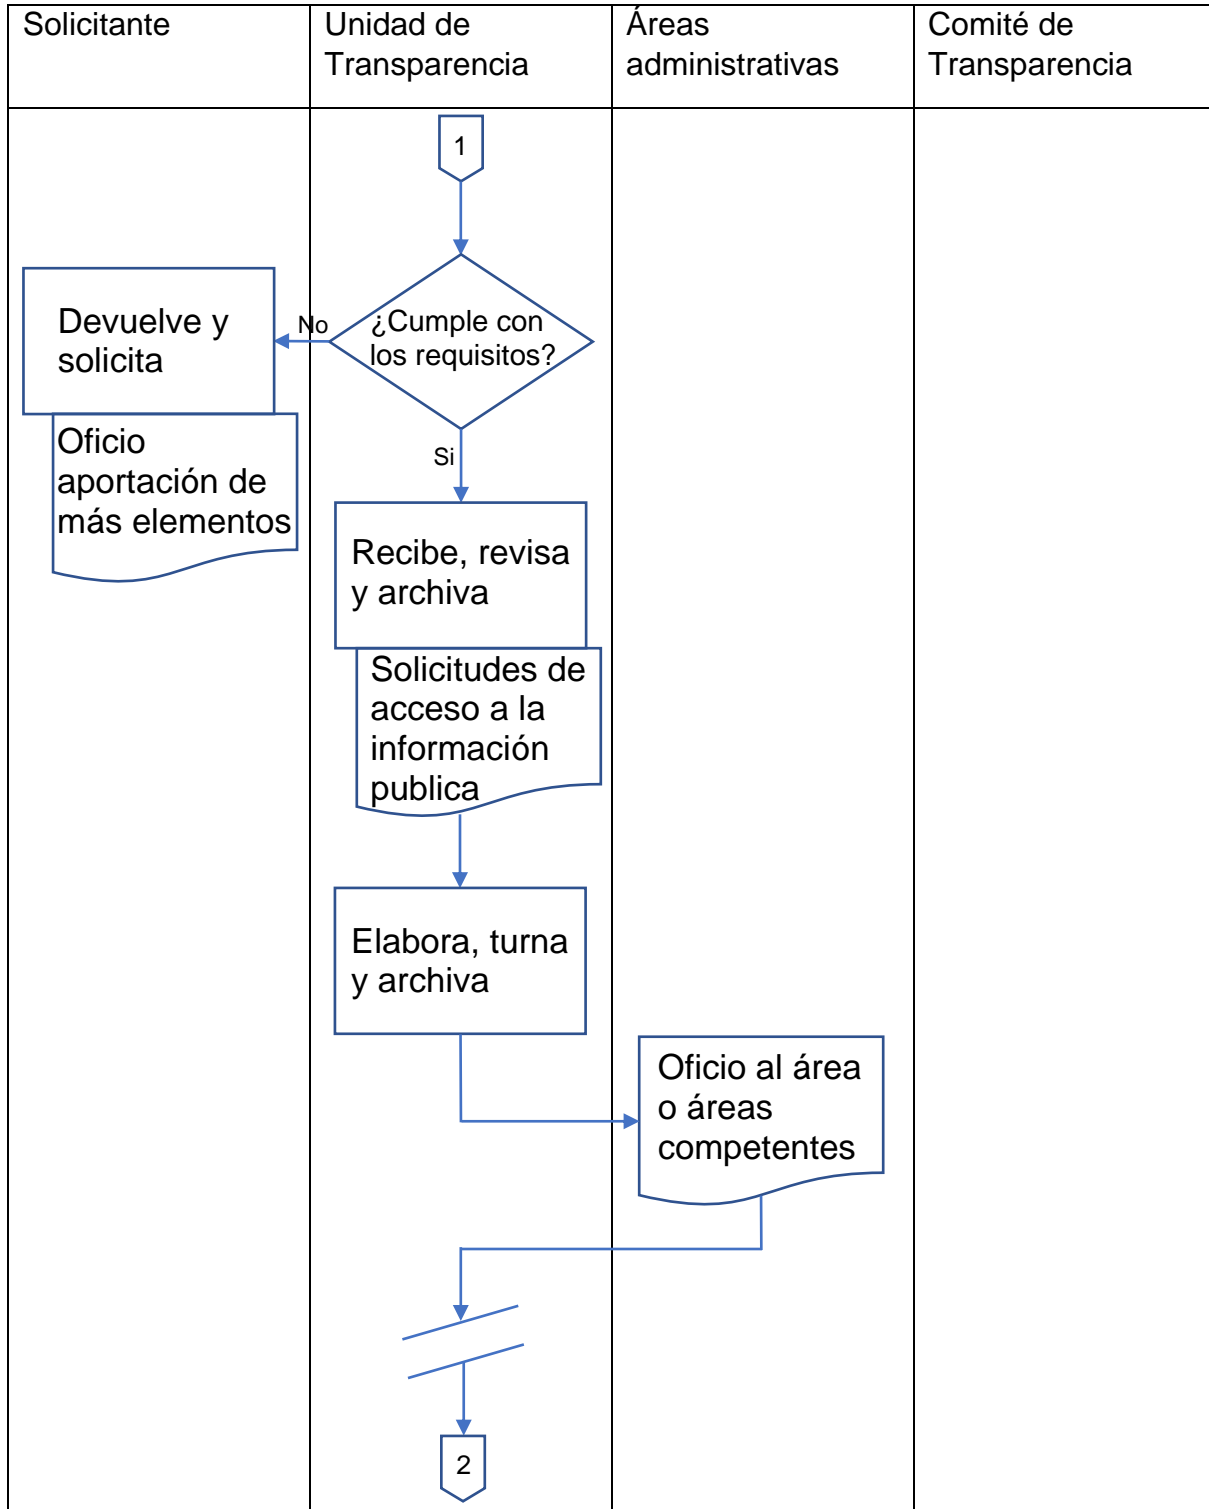 Solicitante
Unidad de
Transparencia
Áreas
administrativas
Comité de
Transparencia
1
¿Cumple con
los requisitos?
No
Devuelve y
solicita
Oficio
aportación de
más elementos
Si
Recibe, revisa
y archiva
Solicitudes de
acceso a la
información
publica
Elabora, turna
y archiva
Oficio al área
o áreas
competentes
2